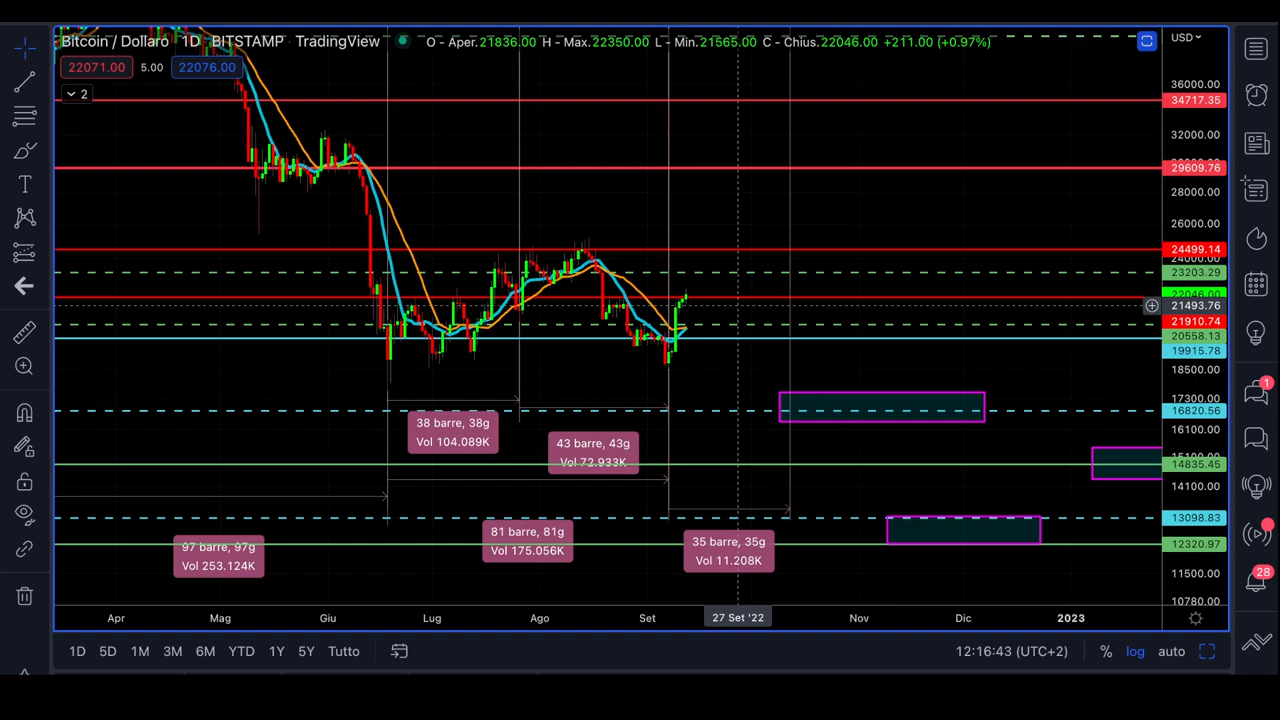 Bitcoin / Dollaro 1D BITSTAMP TradingView O - Aper.21836.00 H - Max.22350.00 L - Min.21565.00 C - Chius.22046.00 +211.00 (+0.97%)
USD
22071.00 5.00 22076.00
2
36000.00
34717.35
32000.00
29609.76
28000.00
26000.00
24499.14
24000.00
23203.29
22046.00
21493.76
21910.74
20558.13
19915.78
18500.00
17300.00
16820.56
16100.00
14835.45
14100.00
13098.83
12320.97
11500.00
10780.00
38 barre, 38g
Vol 104.089K
43 barre, 43g
Vol 72.933K
81 barre, 81g
Vol 175.056K
35 barre, 35g
Vol 11.208K
97 barre, 97g
Vol 253.124K
1
28
Apr Mag Giu Lug Ago Set 27 Set '22 Nov Dic 2023
1D 5D 1M 3M 6M YTD 1Y 5Y Tutto 12:16:43 (UTC+2) % log auto